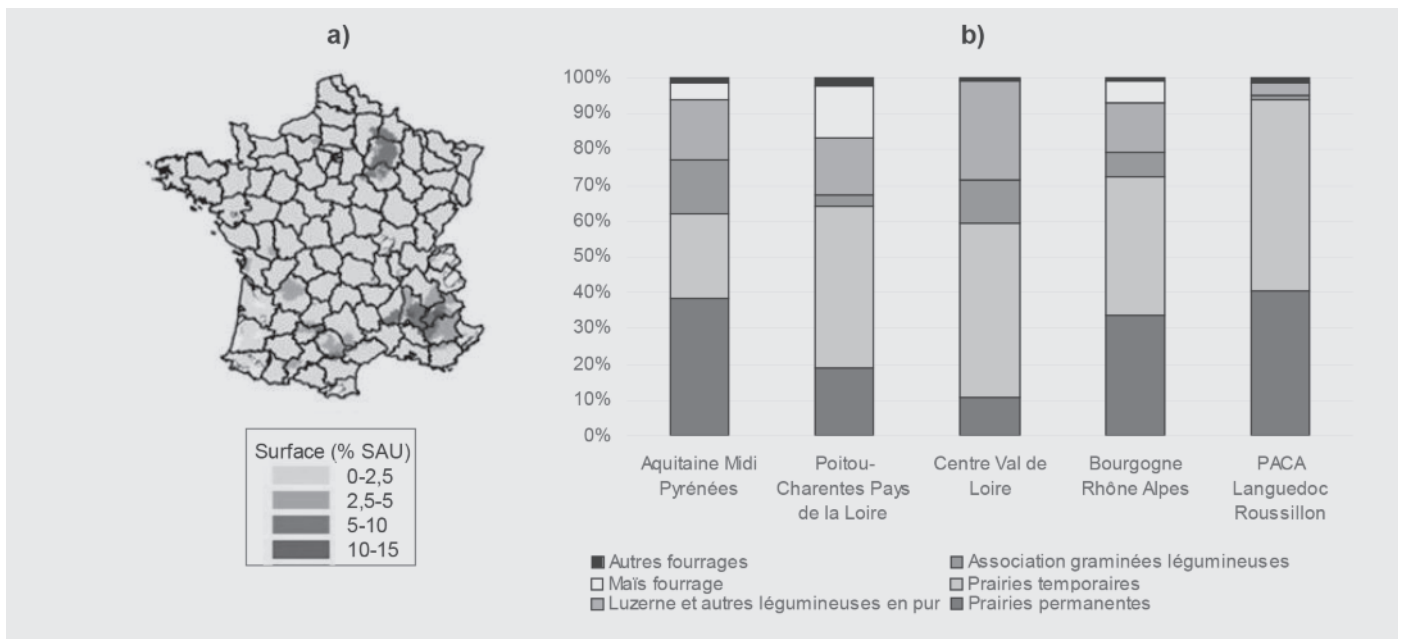 a)
Surface (% SAU)
0-2,5
2,5-5
5-10
10-15
b)
100%
90%
80%
70%
60%
50%
40%
30%
20%
10%
0%
Aquitaine Midi
Pyrénées
Poitou-
Charentes Pays
de la Loire
Centre Val de
Loire
Bourgogne
Rhône Alpes
PACA
Languedoc
Roussillon
Autres fourrages
Maïs fourrage
Luzerne et autres légumineuses en pur
Association graminées légumineuses
Prairies temporaires
Prairies permanentes